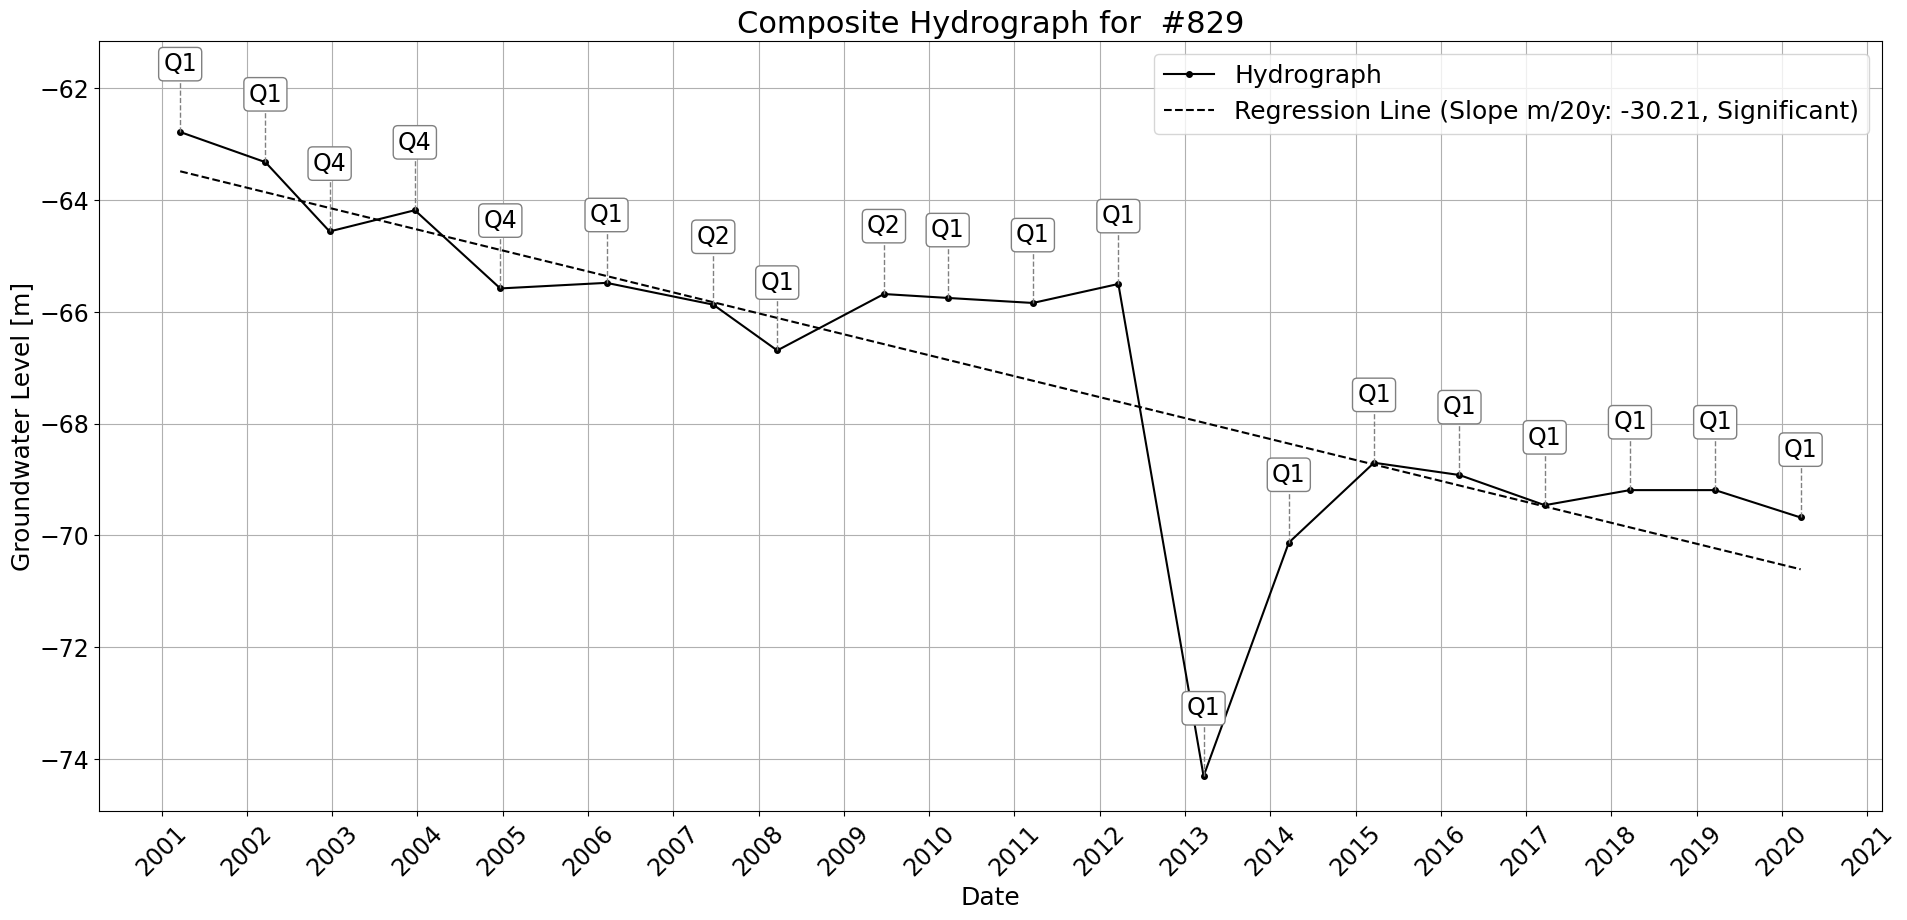 Composite Hydrograph for  #829
Hydrograph
Regression Line (Slope m/20y: -30.21, Significant)
Q1
Q1
Q4
Q4
Q4
Q1
Q2
Q1
Q2
Q1
Q1
Q1
Q1
Q1
Q1
Q1
Q1
Q1
Q1
Q1
Groundwater Level [m]
−62
−64
−66
−68
−70
−72
−74
2001
2002
2003
2004
2005
2006
2007
2008
2009
2010
2011
2012
2013
2014
2015
2016
2017
2018
2019
2020
2021
Date